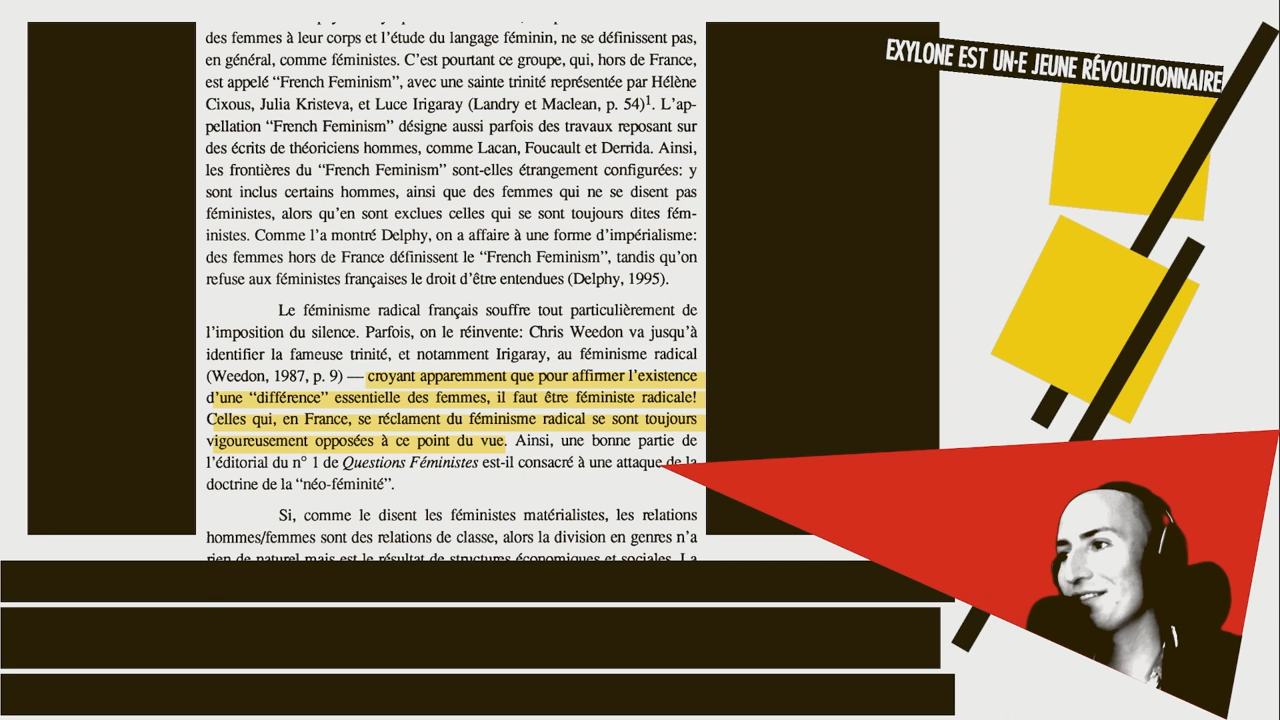 des femmes à leur corps et l'étude du langage féminin, ne se définissent pas,
en général, comme féministes. C'est pourtant ce groupe, qui, hors de France,
est appelé “French Feminism”, avec une sainte trinité représentée par Hélène
Cixous, Julia Kristeva, et Luce Irigaray (Landry et Maclean, p. 54)¹. L'ap-
pellation “French Feminism” désigne aussi parfois des travaux reposant sur
des écrits de théoriciens hommes, comme Lacan, Foucault et Derrida. Ainsi,
les frontières du “French Feminism” sont-elles étrangement configurées: y
sont inclus certains hommes, ainsi que des femmes qui ne se disent pas
féministes, alors qu'en sont exclues celles qui se sont toujours dites fém-
inistes. Comme l'a montré Delphy, on a affaire à une forme d'impérialisme:
des femmes hors de France définissent le “French Feminism”, tandis qu'on
refuse aux féministes françaises le droit d'être entendues (Delphy, 1995).
Le féminisme radical français souffre tout particulièrement de
l'imposition du silence. Parfois, on le réinvente: Chris Weedon va jusqu'à
identifier la fameuse trinité, et notamment Irigaray, au féminisme radical
(Weedon, 1987, p. 9) — croyant apparemment que pour affirmer l'existence
d'une “différence” essentielle des femmes, il faut être féministe radicale!
Celles qui, en France, se réclament du féminisme radical se sont toujours
vigoureusement opposées à ce point du vue. Ainsi, une bonne partie de
l'éditorial du n° 1 de Questions Féministes est-il consacré à une attaque de la
doctrine de la “néo-féminité”.
Si, comme le disent les féministes matérialistes, les relations
hommes/femmes sont des relations de classe, alors la division en genres n'a
rien de naturel mais est le résultat de structures économiques et sociales. La
EXYLONE EST UN·E JEUNE RÉVOLUTIONNAIRE